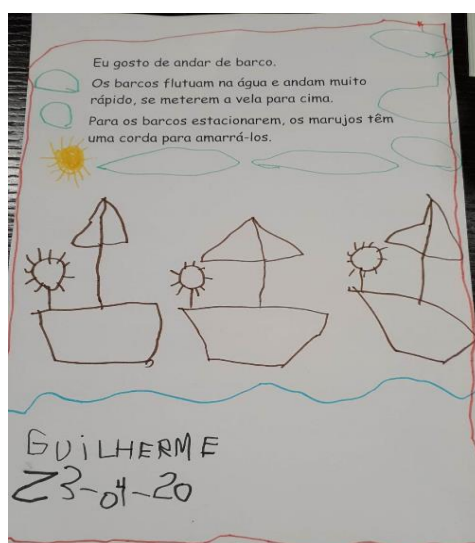 Eu gosto de andar de barco.
Os barcos flutuam na água e andam muito
rápido, se meterem a vela para cima.
Para os barcos estacionarem, os marujos têm
uma corda para amarrá-los.
GUiLHERME
23-04-20